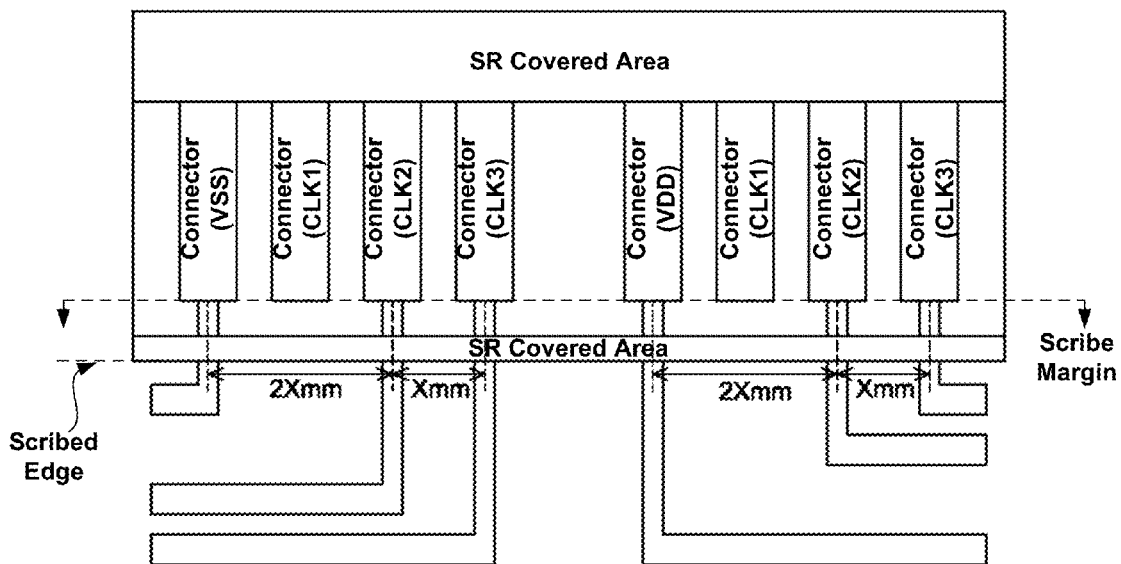 SR Covered Area
Connector
(VSS)
Connector
(CLK1)
Connector
(CLK2)
Connector
(CLK3)
Connector
(VDD)
Connector
(CLK1)
Connector
(CLK2)
Connector
(CLK3)
SR Covered Area
Scribe
Margin
2Xmm
Xmm
2Xmm
Xmm
Scribed
Edge